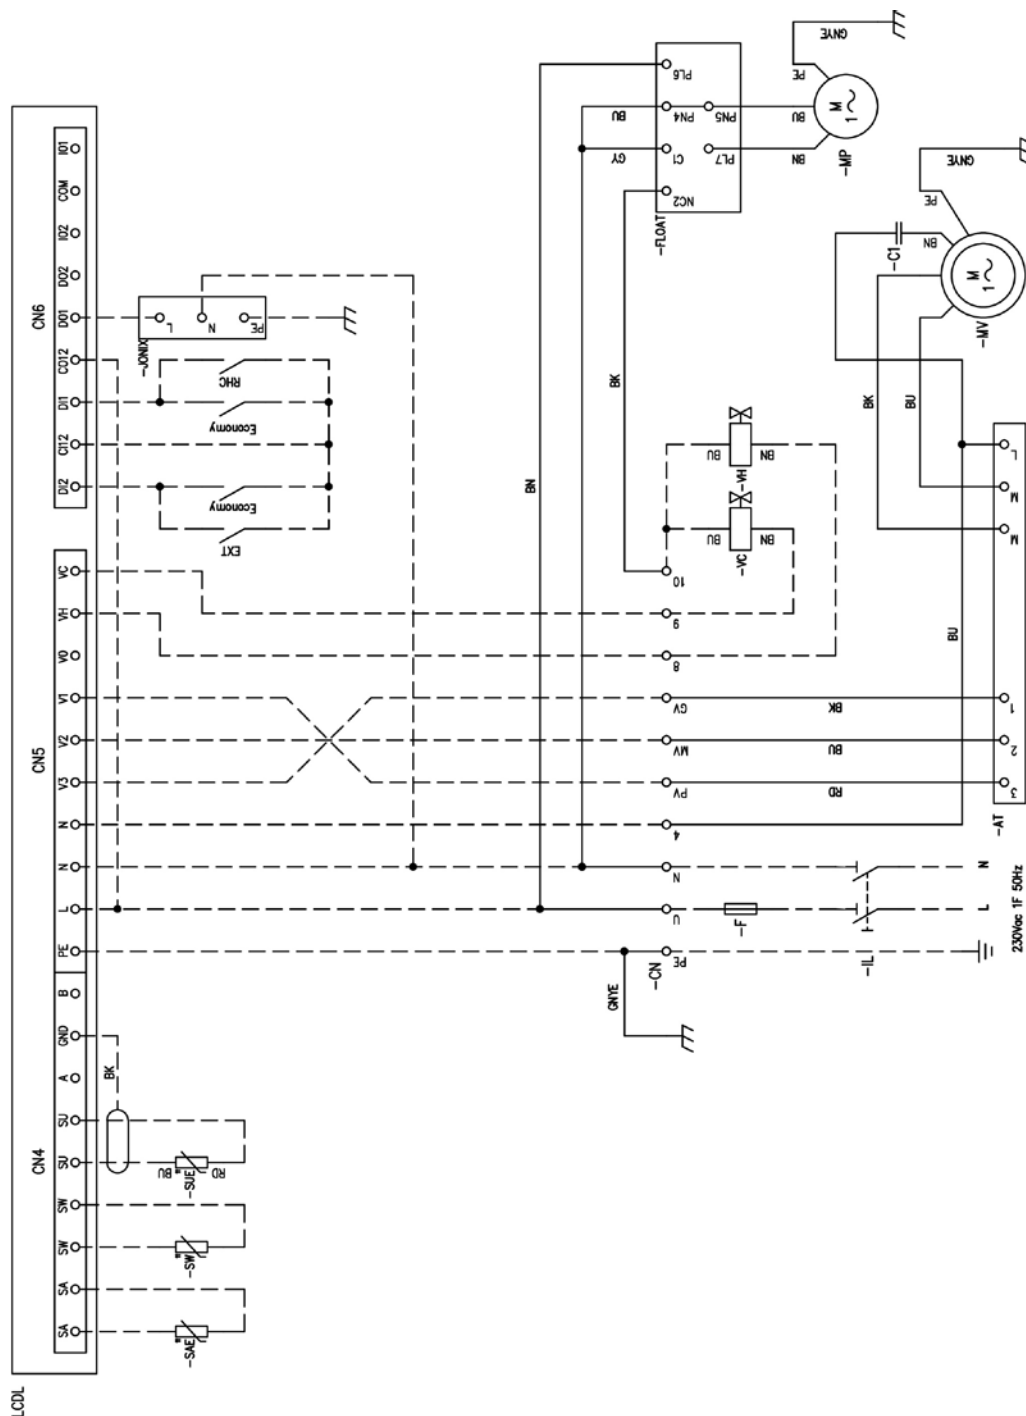 LCDL
CN4
SA
SA
SW
SW
SU
SU
A
GND
B
CN5
PE
L
N
N
V3
V2
V1
V0
VH
VC
CN6
DI2
CI12
DI1
CO12
DO1
DO2
IO2
COM
IO1
-SAE
-SW
-SUE
BU
RD
BK
EXT
Economy
Economy
RHC
-JONIX
L
N
PE
BN
BK
GNYE
-CN
PE
U
N
4
PV
MV
GV
8
9
10
-F
-IL
L
N
230Vac 1F 50Hz
RD
BU
BK
-VC
BU
BN
-VH
BU
BN
-FLOAT
NC2
C1
PN4
PL6
PL7
PN5
GY
BU
BN
BU
PE
GNYE
M
1
-MP
-AT
3
2
1
M
M
L
BU
BK
BU
-C1
BN
PE
GNYE
M
1
-MV